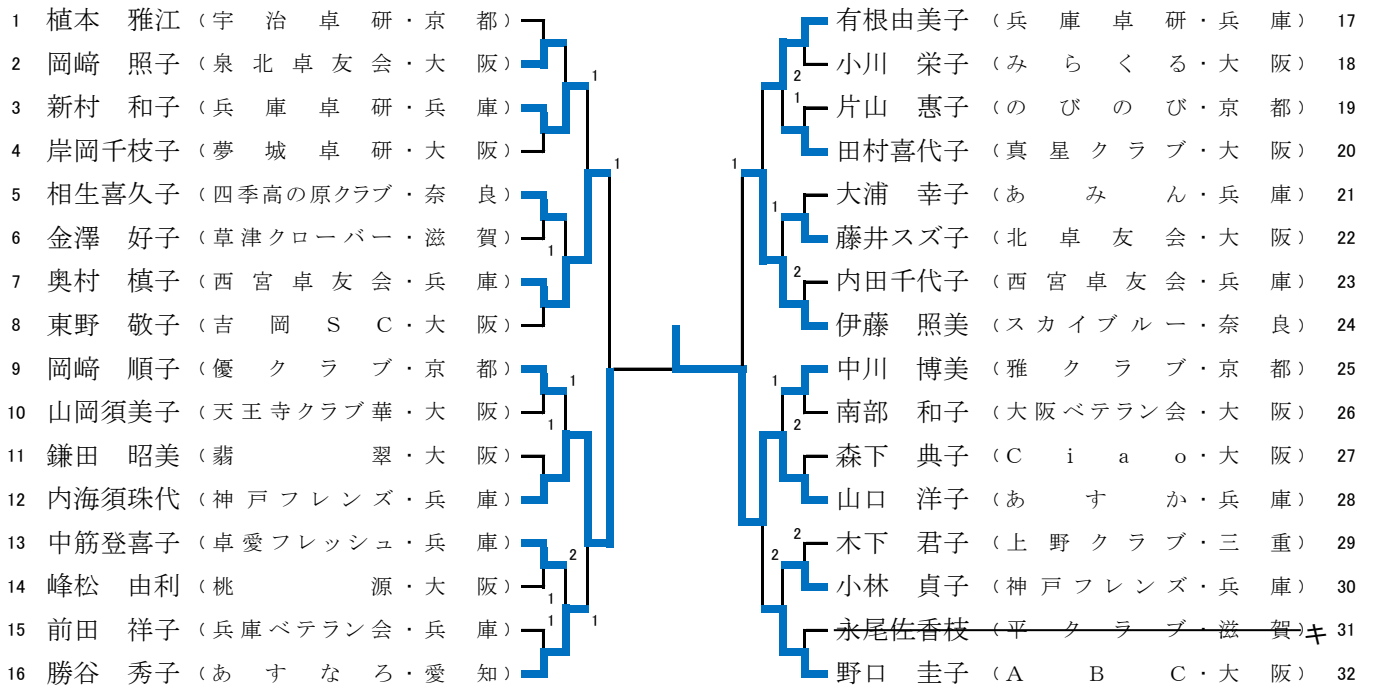 1 植本 雅江 (宇治卓研・京都)
2 岡﨑 照子 (泉北卓友会・大阪)
3 新村 和子 (兵庫卓研・兵庫)
4 岸岡千枝子 (夢城卓研・大阪)
5 相生喜久子 (四季高の原クラブ・奈良)
6 金澤 好子 (草津クローバー・滋賀)
7 奥村 槙子 (西宮卓友会・兵庫)
8 東野 敬子 (吉岡SC・大阪)
9 岡﨑 順子 (優クラブ・京都)
10 山岡須美子 (天王寺クラブ華・大阪)
11 鎌田 昭美 (翡翠・大阪)
12 内海須珠代 (神戸フレンズ・兵庫)
13 中筋登喜子 (卓愛フレッシュ・兵庫)
14 峰松 由利 (桃源・大阪)
15 前田 祥子 (兵庫ベテラン会・兵庫)
16 勝谷 秀子 (あすなろ・愛知)
1
1
1
1
1
2
1
1
1
有根由美子 (兵庫卓研・兵庫) 17
小川 栄子 (みらくる・大阪) 18
片山 惠子 (のびのび・京都) 19
田村喜代子 (真星クラブ・大阪) 20
大浦 幸子 (あみん・兵庫) 21
藤井スズ子 (北卓友会・大阪) 22
内田千代子 (西宮卓友会・兵庫) 23
伊藤 照美 (スカイブルー・奈良) 24
中川 博美 (雅クラブ・京都) 25
南部 和子 (大阪ベテラン会・大阪) 26
森下 典子 (Ciao・大阪) 27
山口 洋子 (あすか・兵庫) 28
木下 君子 (上野クラブ・三重) 29
小林 貞子 (神戸フレンズ・兵庫) 30
永尾佐香枝 (平クラブ・滋賀)キ 31
野口 圭子 (ABC・大阪) 32
2
1
1
1
2
1
2
2
2